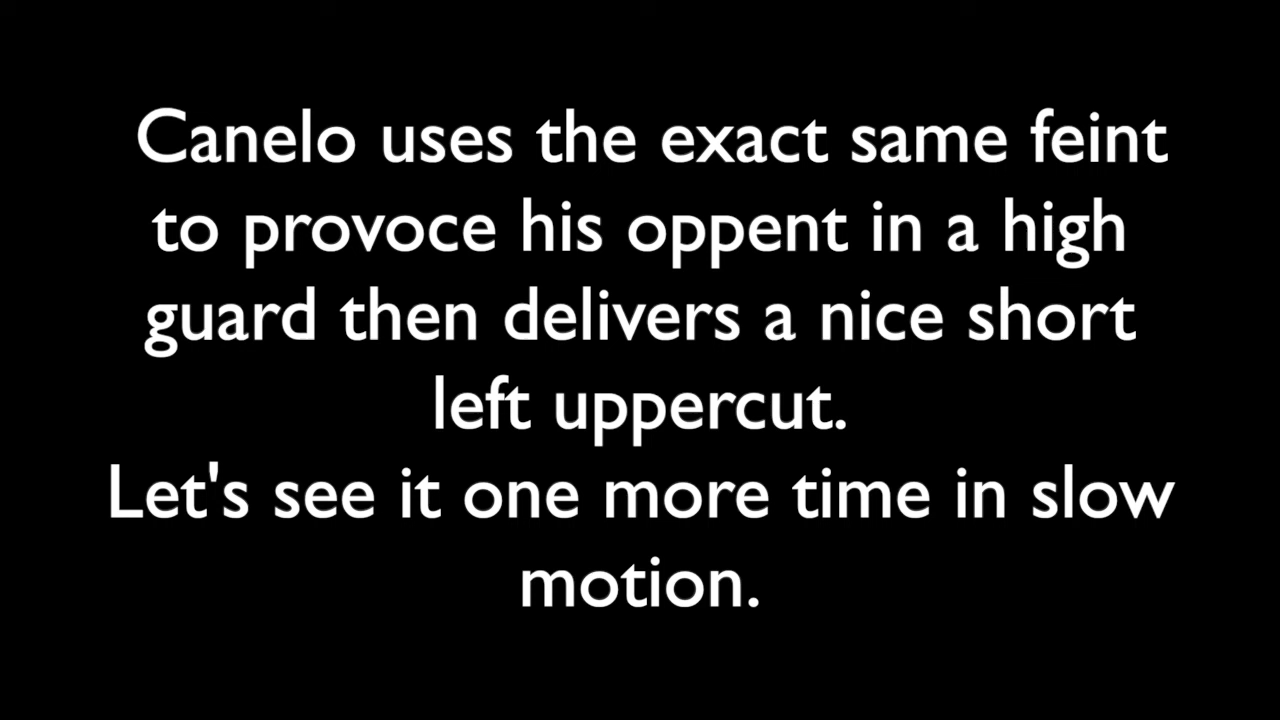 Canelo uses the exact same feint
to provoce his oppent in a high
guard then delivers a nice short
left uppercut.
Let's see it one more time in slow
motion.